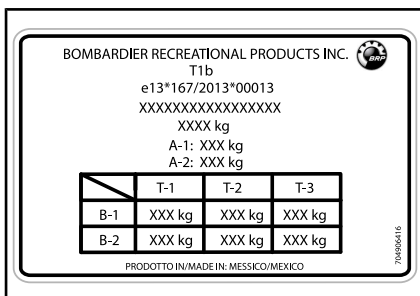 BOMBARDIER RECREATIONAL PRODUCTS INC.
BRP
T1b
e13*167/2013*00013
XXXXXXXXXXXXXXXXX
XXXX kg
A-1: XXX kg
A-2: XXX kg
T-1 T-2 T-3
B-1 XXX kg XXX kg XXX kg
B-2 XXX kg XXX kg XXX kg
PRODOTTO IN/MADE IN: MESSICO/MEXICO
704906416